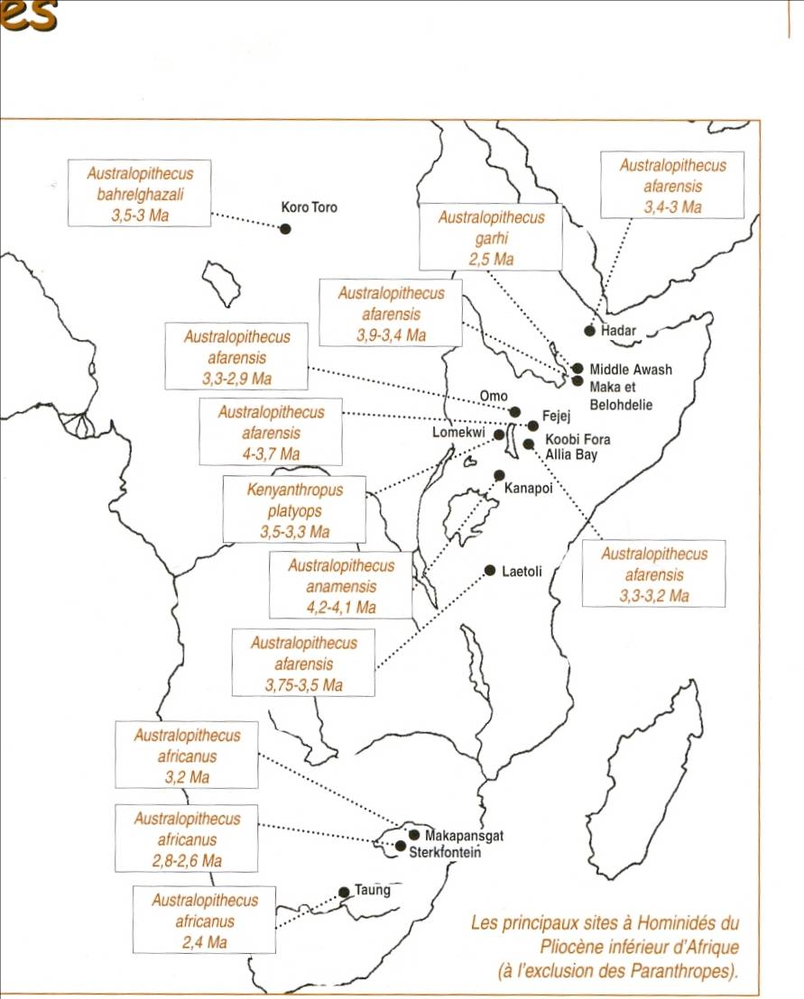 es
Australopithecus
bahrelghazali
3,5-3 Ma
Koro Toro
Australopithecus
afarensis
3,4-3 Ma
Australopithecus
garhi
2,5 Ma
Australopithecus
afarensis
3,9-3,4 Ma
Hadar
Australopithecus
afarensis
3,3-2,9 Ma
Middle Awash
Maka et
Belohdelie
Omo
Australopithecus
afarensis
4-3,7 Ma
Fejej
Lomekwi
Koobi Fora
Allia Bay
Kenyanthropus
platyops
3,5-3,3 Ma
Kanapoi
Australopithecus
anamensis
4,2-4,1 Ma
Laetoli
Australopithecus
afarensis
3,3-3,2 Ma
Australopithecus
afarensis
3,75-3,5 Ma
Australopithecus
africanus
3,2 Ma
Australopithecus
africanus
2,8-2,6 Ma
Makapansgat
Sterkfontein
Australopithecus
africanus
2,4 Ma
Taung
Les principaux sites à Hominidés du
Pliocène inférieur d'Afrique
(à l'exclusion des Paranthropes).